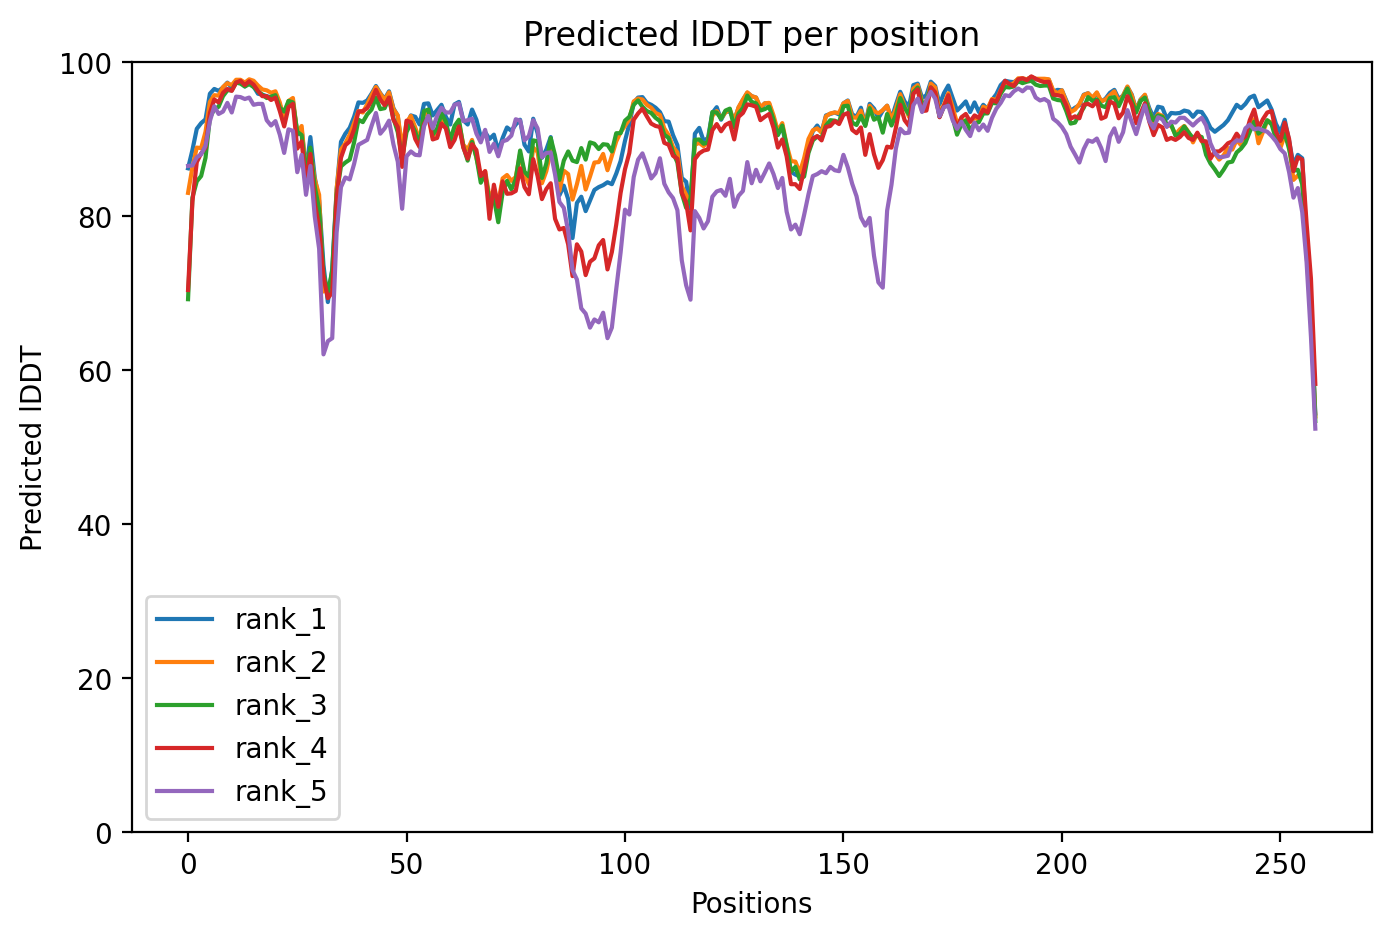 Predicted lDDT per position
100
80
60
40
20
0
Predicted lDDT
rank_1
rank_2
rank_3
rank_4
rank_5
0 50 100 150 200 250
Positions